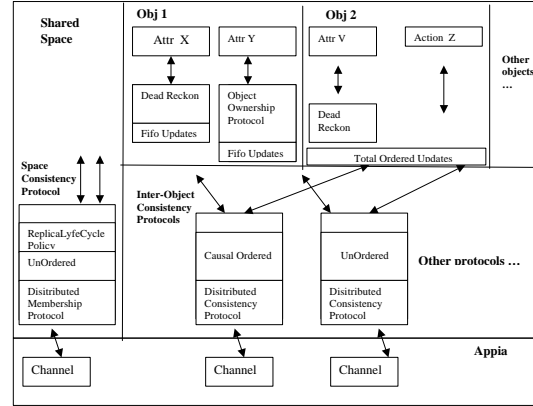 Shared
Space
Obj 1
Obj 2
Attr X
Attr Y
Attr V
Action Z
Other
objects
...
Dead Reckon
Fifo Updates
Object
Ownership
Protocol
Fifo Updates
Dead
Reckon
Total Ordered Updates
Space
Consistency
Protocol
Inter-Object
Consistency
Protocols
ReplicaLyfeCycle
Policy
UnOrdered
Disitributed
Membership
Protocol
Causal Ordered
Disitributed
Consistency
Protocol
UnOrdered
Disitributed
Consistency
Protocol
Other protocols ...
Appia
Channel
Channel
Channel